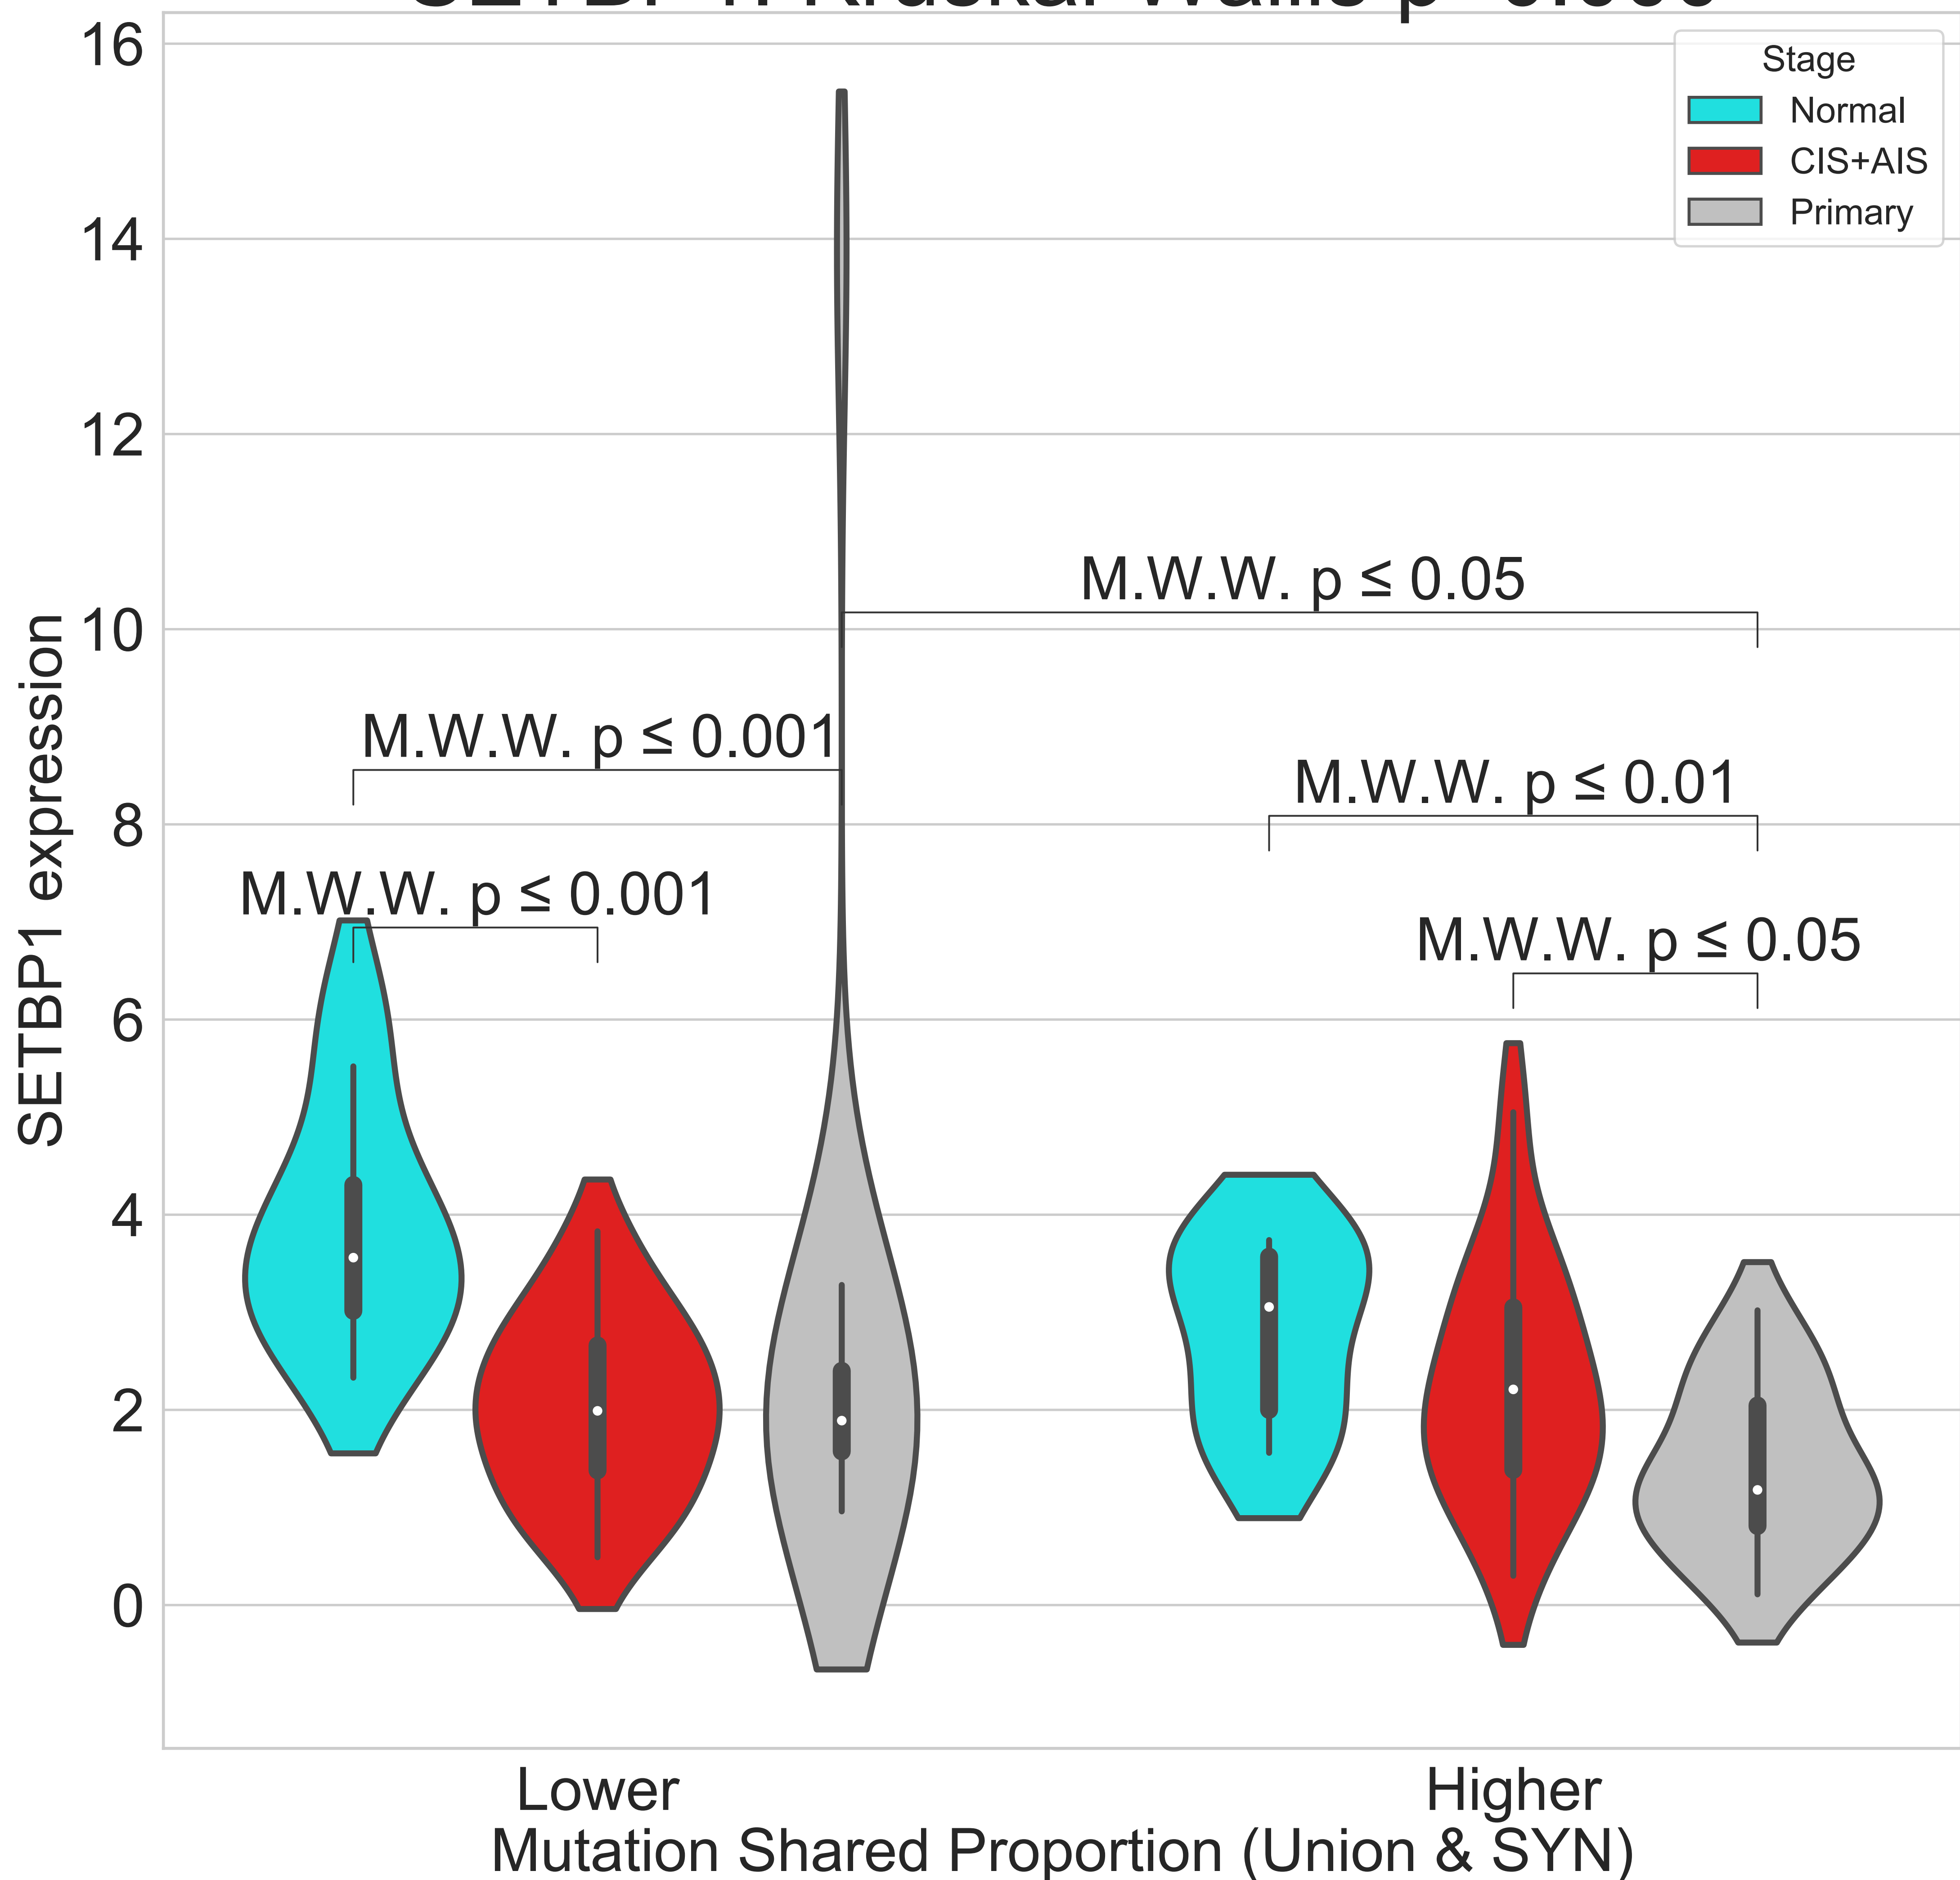 16
14
12
10
8
6
4
2
0
SETBP1 expression
Stage
Normal
CIS+AIS
Primary
M.W.W. p ≤ 0.05
M.W.W. p ≤ 0.001
M.W.W. p ≤ 0.01
M.W.W. p ≤ 0.001
M.W.W. p ≤ 0.05
Lower
Higher
Mutation Shared Proportion (Union & SYN)